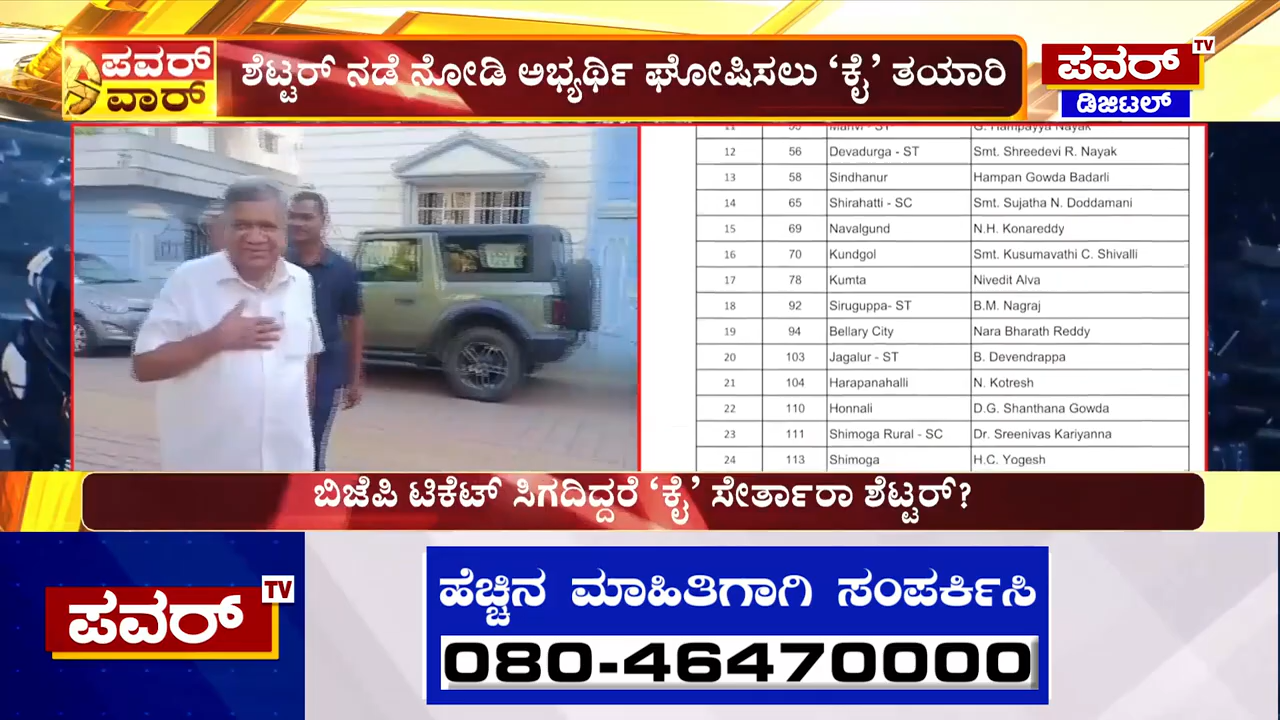 ಪವರ್
ವಾರ್
ಶೆಟ್ಟರ್ ನಡೆ ನೋಡಿ ಅಭ್ಯರ್ಥಿ ಘೋಷಿಸಲು ‘ಕೈ’ ತಯಾರಿ
ಪವರ್ TV
ಡಿಜಿಟಲ್
G. Hampayya Nayak
12 56 Devadurga - ST Smt. Shreedevi R. Nayak
13 58 Sindhanur Hampan Gowda Badarli
14 65 Shirahatti - SC Smt. Sujatha N. Doddamani
15 69 Navalgund N.H. Konareddy
16 70 Kundgol Smt. Kusumavathi C. Shivalli
17 78 Kumta Nivedit Alva
18 92 Siruguppa- ST B.M. Nagraj
19 94 Bellary City Nara Bharath Reddy
20 103 Jagalur - ST B. Devendrappa
21 104 Harapanahalli N. Kotresh
22 110 Honnali D.G. Shanthana Gowda
23 111 Shimoga Rural - SC Dr. Sreenivas Kariyanna
24 113 Shimoga H.C. Yogesh
ಬಿಜೆಪಿ ಟಿಕೆಟ್ ಸಿಗದಿದ್ದರೆ ‘ಕೈ’ ಸೇರ್ತಾರಾ ಶೆಟ್ಟರ್?
ಪವರ್ TV
ಹೆಚ್ಚಿನ ಮಾಹಿತಿಗಾಗಿ ಸಂಪರ್ಕಿಸಿ
080-46470000